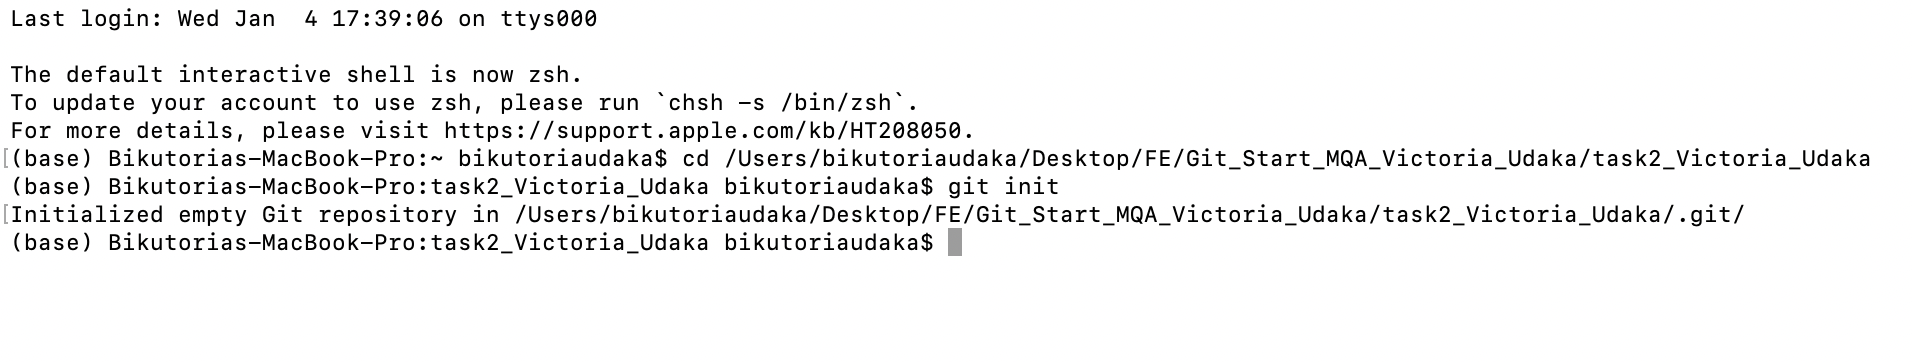 Last login: Wed Jan  4 17:39:06 on ttys000

The default interactive shell is now zsh.
To update your account to use zsh, please run `chsh -s /bin/zsh`.
For more details, please visit https://support.apple.com/kb/HT208050.
[(base) Bikutorias-MacBook-Pro:~ bikutoriaudaka$ cd /Users/bikutoriaudaka/Desktop/FE/Git_Start_MQA_Victoria_Udaka/task2_Victoria_Udaka
(base) Bikutorias-MacBook-Pro:task2_Victoria_Udaka bikutoriaudaka$ git init
[Initialized empty Git repository in /Users/bikutoriaudaka/Desktop/FE/Git_Start_MQA_Victoria_Udaka/task2_Victoria_Udaka/.git/
(base) Bikutorias-MacBook-Pro:task2_Victoria_Udaka bikutoriaudaka$